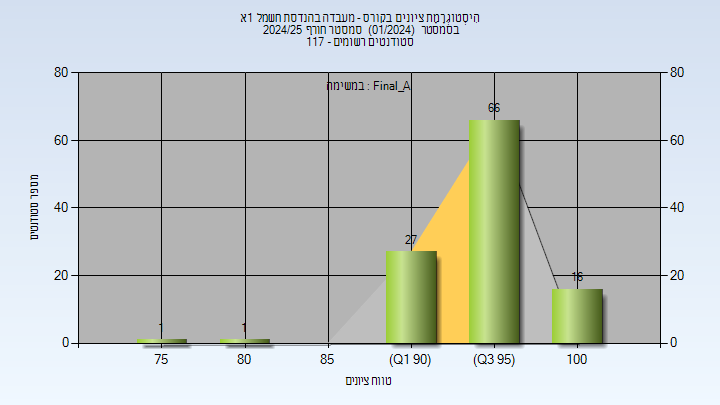 היסטוגרמת ציונים בקורס - מעבדה בהנדסת חשמל 1א
בסמסטר (01/2024) סמסטר חורף 2024/25
סטודנטים רשומים - 117
במשימה : Final_A
מספר סטודנטים
80
60
40
20
0
80
60
40
20
0
1
1
27
66
16
75
80
85
(Q1 90)
(Q3 95)
100
טווח ציונים